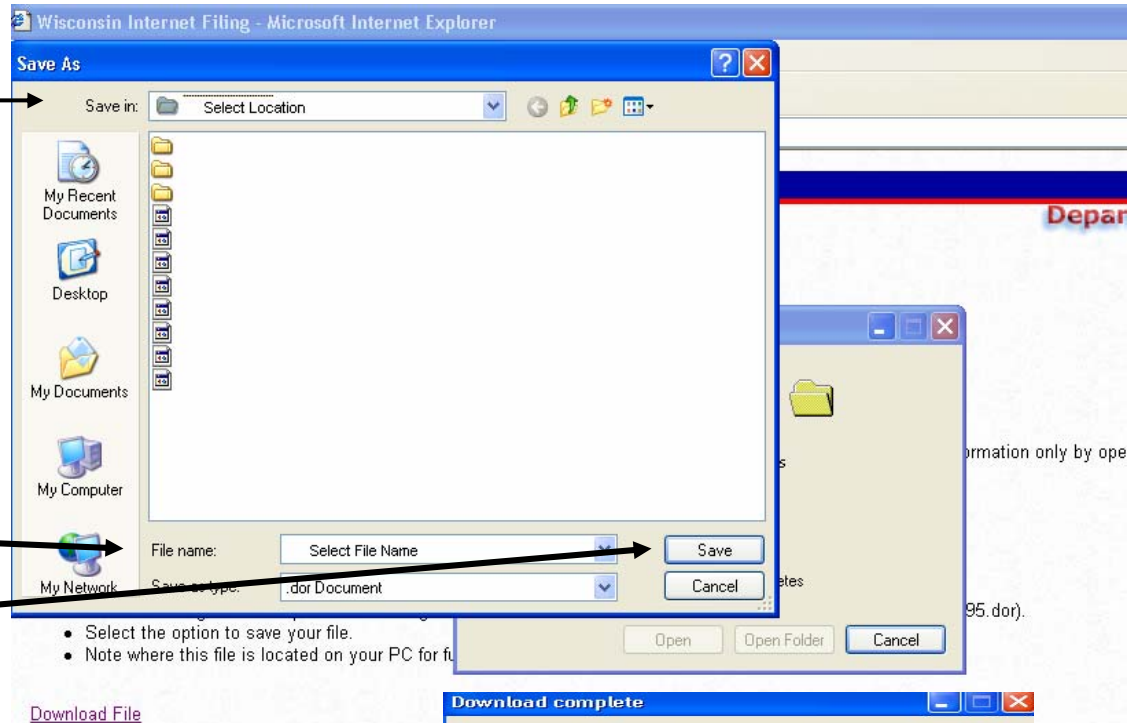 Wisconsin Internet Filing - Microsoft Internet Explorer
Save As
Save in: Select Location
My Recent
Documents
Depar
Desktop
My Documents
s
ormation only by ope
My Computer
File name: Select File Name Save
My Network Save as type: .dor Document Cancel
etes
95.dor).
• Select the option to save your file.
Open Open Folder Cancel
• Note where this file is located on your PC for fu
Download File
Download complete